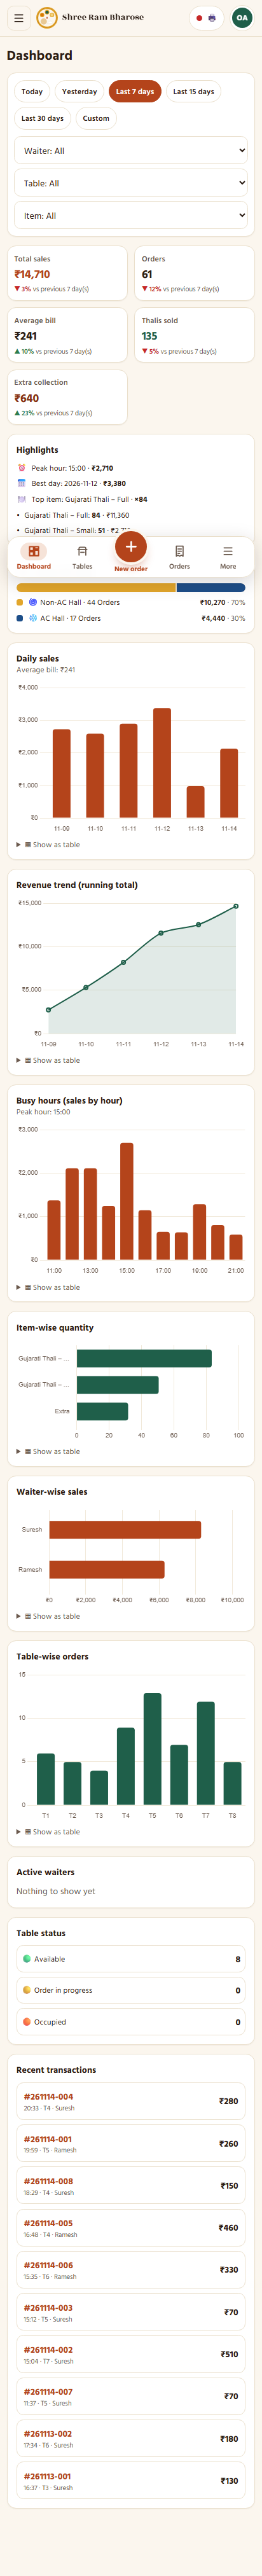 Shree Ram Bharose
OA
Dashboard
Today
Yesterday
Last 7 days
Last 15 days
Last 30 days
Custom
Waiter: All
Table: All
Item: All
Total sales
₹14,710
▼ 3% vs previous 7 day(s)
Orders
61
▼ 12% vs previous 7 day(s)
Average bill
₹241
▲ 10% vs previous 7 day(s)
Thalis sold
135
▼ 5% vs previous 7 day(s)
Extra collection
₹640
▲ 23% vs previous 7 day(s)
Highlights
Peak hour: 15:00 · ₹2,710
Best day: 2026-11-12 · ₹3,380
Top item: Gujarati Thali – Full · ×84
• Gujarati Thali – Full: 84 · ₹11,360
• Gujarati Thali – Small: 51
Dashboard
Tables
New order
Orders
More
Non-AC Hall · 44 Orders
₹10,270 · 70%
AC Hall · 17 Orders
₹4,440 · 30%
Daily sales
Average bill: ₹241
₹4,000
₹3,000
₹2,000
₹1,000
₹0
11-09 11-10 11-11 11-12 11-13 11-14
▶ Show as table
Revenue trend (running total)
₹15,000
₹10,000
₹5,000
₹0
11-09 11-10 11-11 11-12 11-13 11-14
▶ Show as table
Busy hours (sales by hour)
Peak hour: 15:00
₹3,000
₹2,000
₹1,000
₹0
11:00 13:00 15:00 17:00 19:00 21:00
▶ Show as table
Item-wise quantity
Gujarati Thali – ...
Gujarati Thali – ...
Extra
0 20 40 60 80 100
▶ Show as table
Waiter-wise sales
Suresh
Ramesh
₹0 ₹2,000 ₹4,000 ₹6,000 ₹8,000 ₹10,000
▶ Show as table
Table-wise orders
15
10
5
0
T1 T2 T3 T4 T5 T6 T7 T8
▶ Show as table
Active waiters
Nothing to show yet
Table status
Available
8
Order in progress
0
Occupied
0
Recent transactions
#261114-004
20:33 · T4 · Suresh
₹280
#261114-001
19:59 · T5 · Ramesh
₹260
#261114-008
18:29 · T4 · Suresh
₹150
#261114-005
16:48 · T4 · Ramesh
₹460
#261114-006
15:35 · T6 · Ramesh
₹330
#261114-003
15:12 · T5 · Suresh
₹70
#261114-002
15:04 · T7 · Suresh
₹510
#261114-007
11:37 · T5 · Suresh
₹70
#261113-002
17:34 · T6 · Suresh
₹180
#261113-001
16:37 · T3 · Suresh
₹130